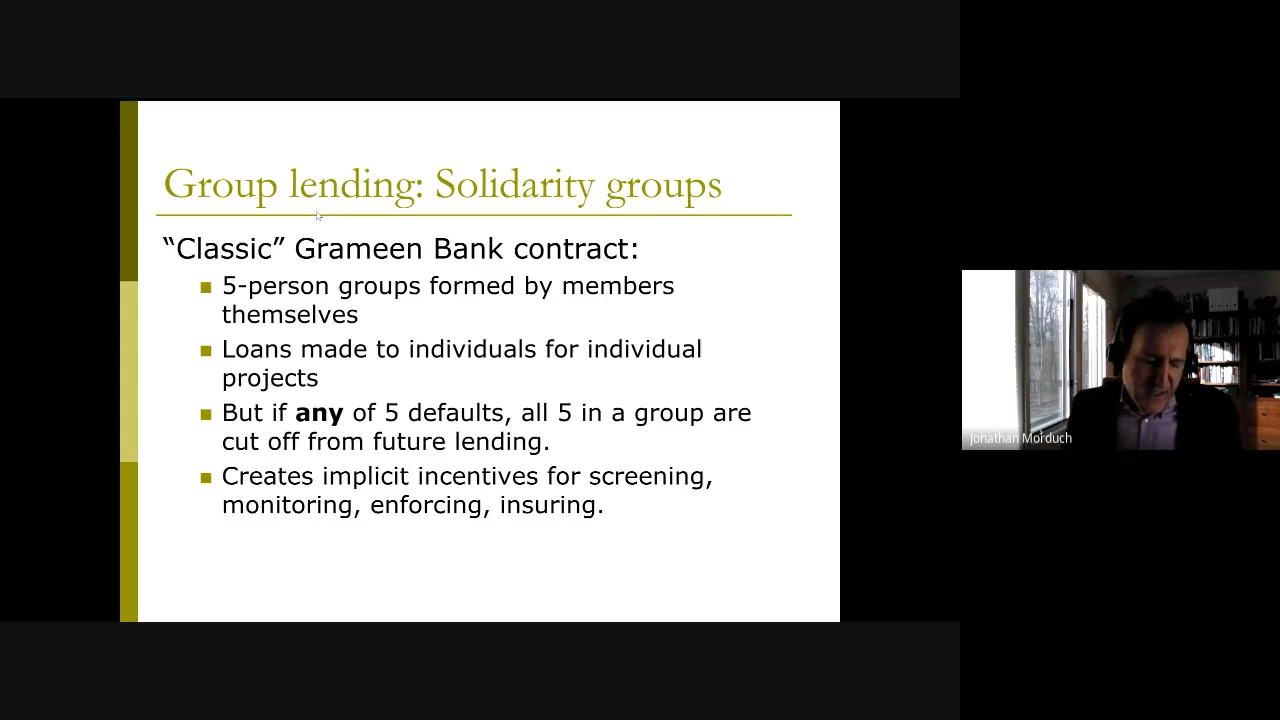 Group lending: Solidarity groups
“Classic” Grameen Bank contract:
5-person groups formed by members
themselves
Loans made to individuals for individual
projects
But if any of 5 defaults, all 5 in a group are
cut off from future lending.
Creates implicit incentives for screening,
monitoring, enforcing, insuring.
Jonathan Morduch